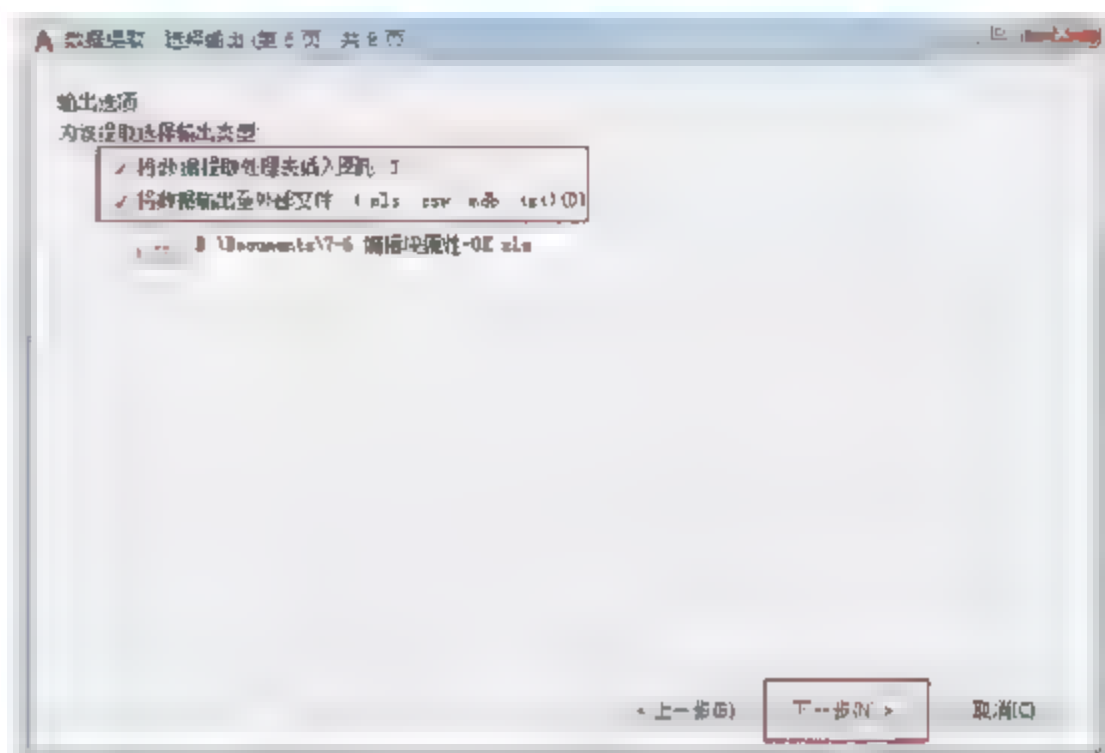 数据提取 选择输出(第 6 页 共 8 页
输出选项
为该提取选择输出类型
将数据提取处理表插入图形 I
将数据输出至外部文件 ( xls csv mdb txt)(D)
D \Documents\7-6 编辑块属性-OK xls
< 上一步(B)
下一步(N) >
取消(C)